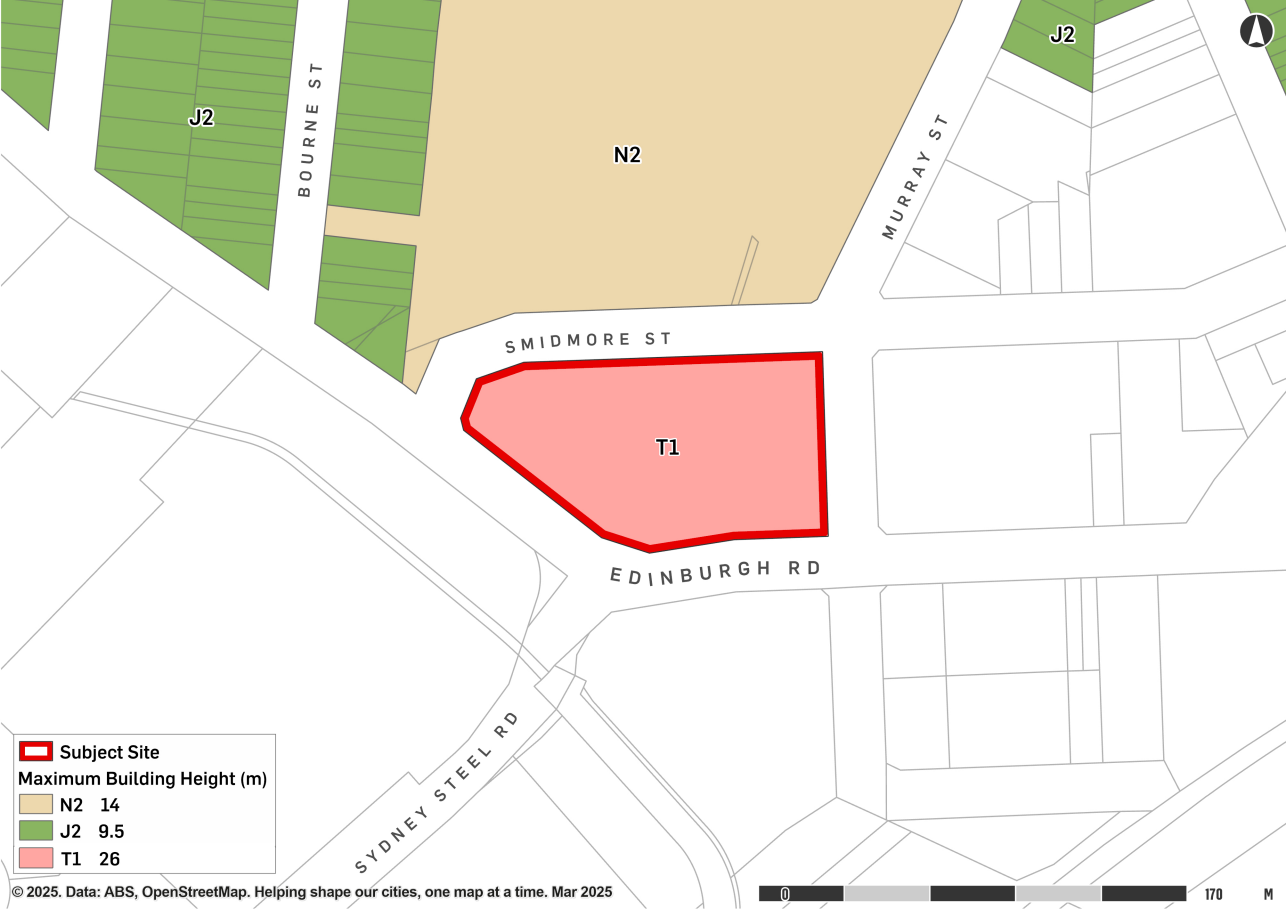 J2
J2
BOURNE ST
N2
MURRAY ST
SMIDMORE ST
T1
EDINBURGH RD
SYDNEY STEEL RD
Subject Site
Maximum Building Height (m)
N2 14
J2 9.5
T1 26
© 2025. Data: ABS, OpenStreetMap. Helping shape our cities, one map at a time. Mar 2025
0 170 M